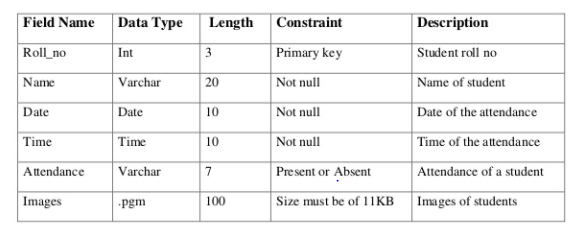 Field Name Data Type Length Constraint Description
Roll_no Int 3 Primary key Student roll no
Name Varchar 20 Not null Name of student
Date Date 10 Not null Date of the attendance
Time Time 10 Not null Time of the attendance
Attendance Varchar 7 Present or Absent Attendance of a student
Images .pgm 100 Size must be of 11KB Images of students